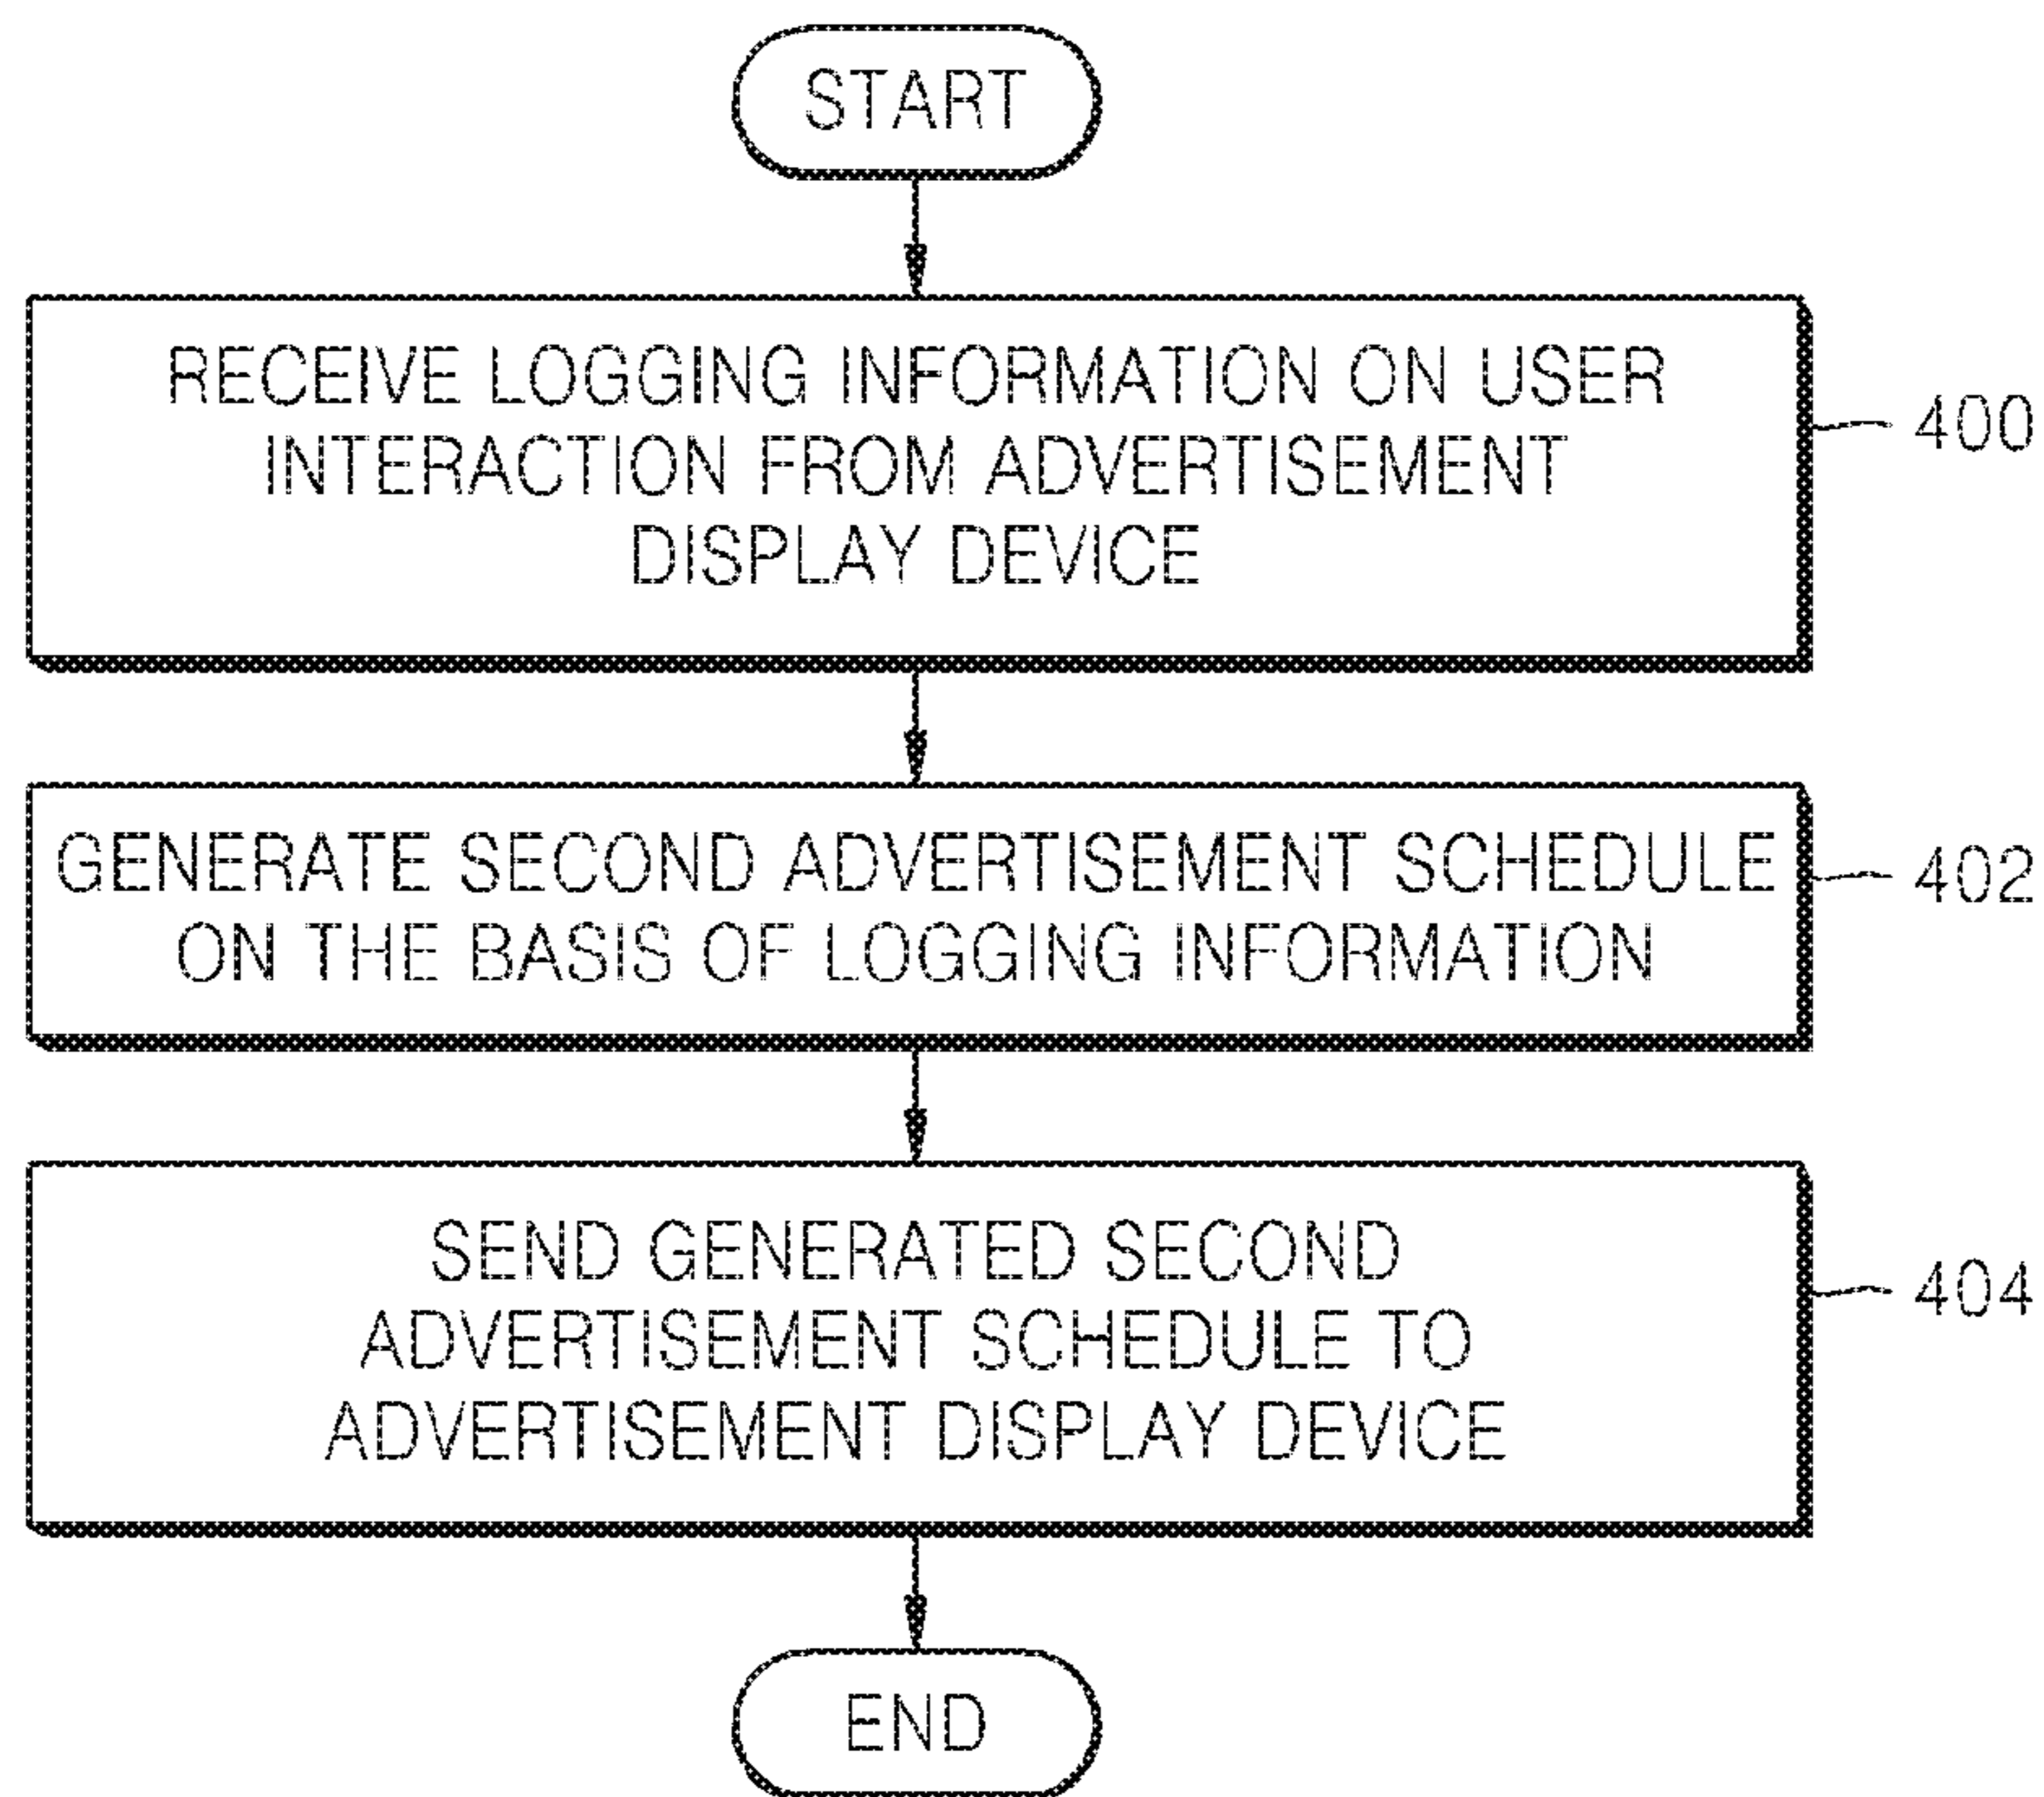 START
RECEIVE LOGGING INFORMATION ON USER
INTERACTION FROM ADVERTISEMENT
DISPLAY DEVICE
400
GENERATE SECOND ADVERTISEMENT SCHEDULE
ON THE BASIS OF LOGGING INFORMATION
402
SEND GENERATED SECOND
ADVERTISEMENT SCHEDULE TO
ADVERTISEMENT DISPLAY DEVICE
404
END